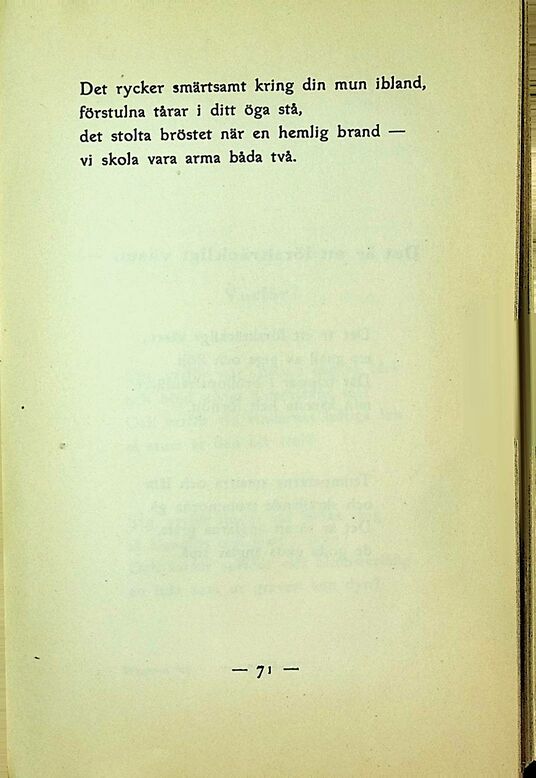 Det rycker smärtsamt kring din mun ibland,
förstulna tårar i ditt öga stå,
det stolta bröstet när en hemlig brand —
vi skola vara arma båda två.
— 71 —